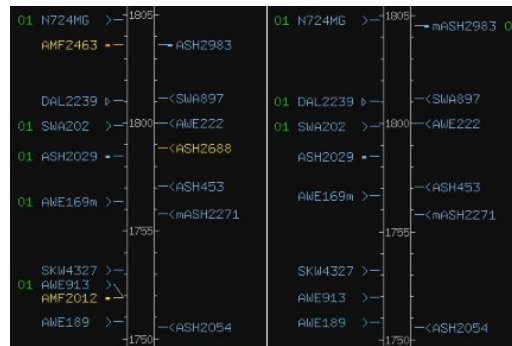 1805
01 N724MG
AMF2463
ASH2983
DAL2239
SWA897
01 SWA202
1800
AWE222
ASH2688
01 ASH2029
ASH453
01 AWE169m
mASH2271
1755
SKW4327
01 AWE913
AMF2012
AWE189
ASH2054
1750
1805
01 N724MG
mASH2983 0
01 DAL2239
SWA897
01 SWA202
1800
AWE222
ASH2029
ASH453
AWE169m
mASH2271
1755
SKW4327
AWE913
AWE189
ASH2054
1750